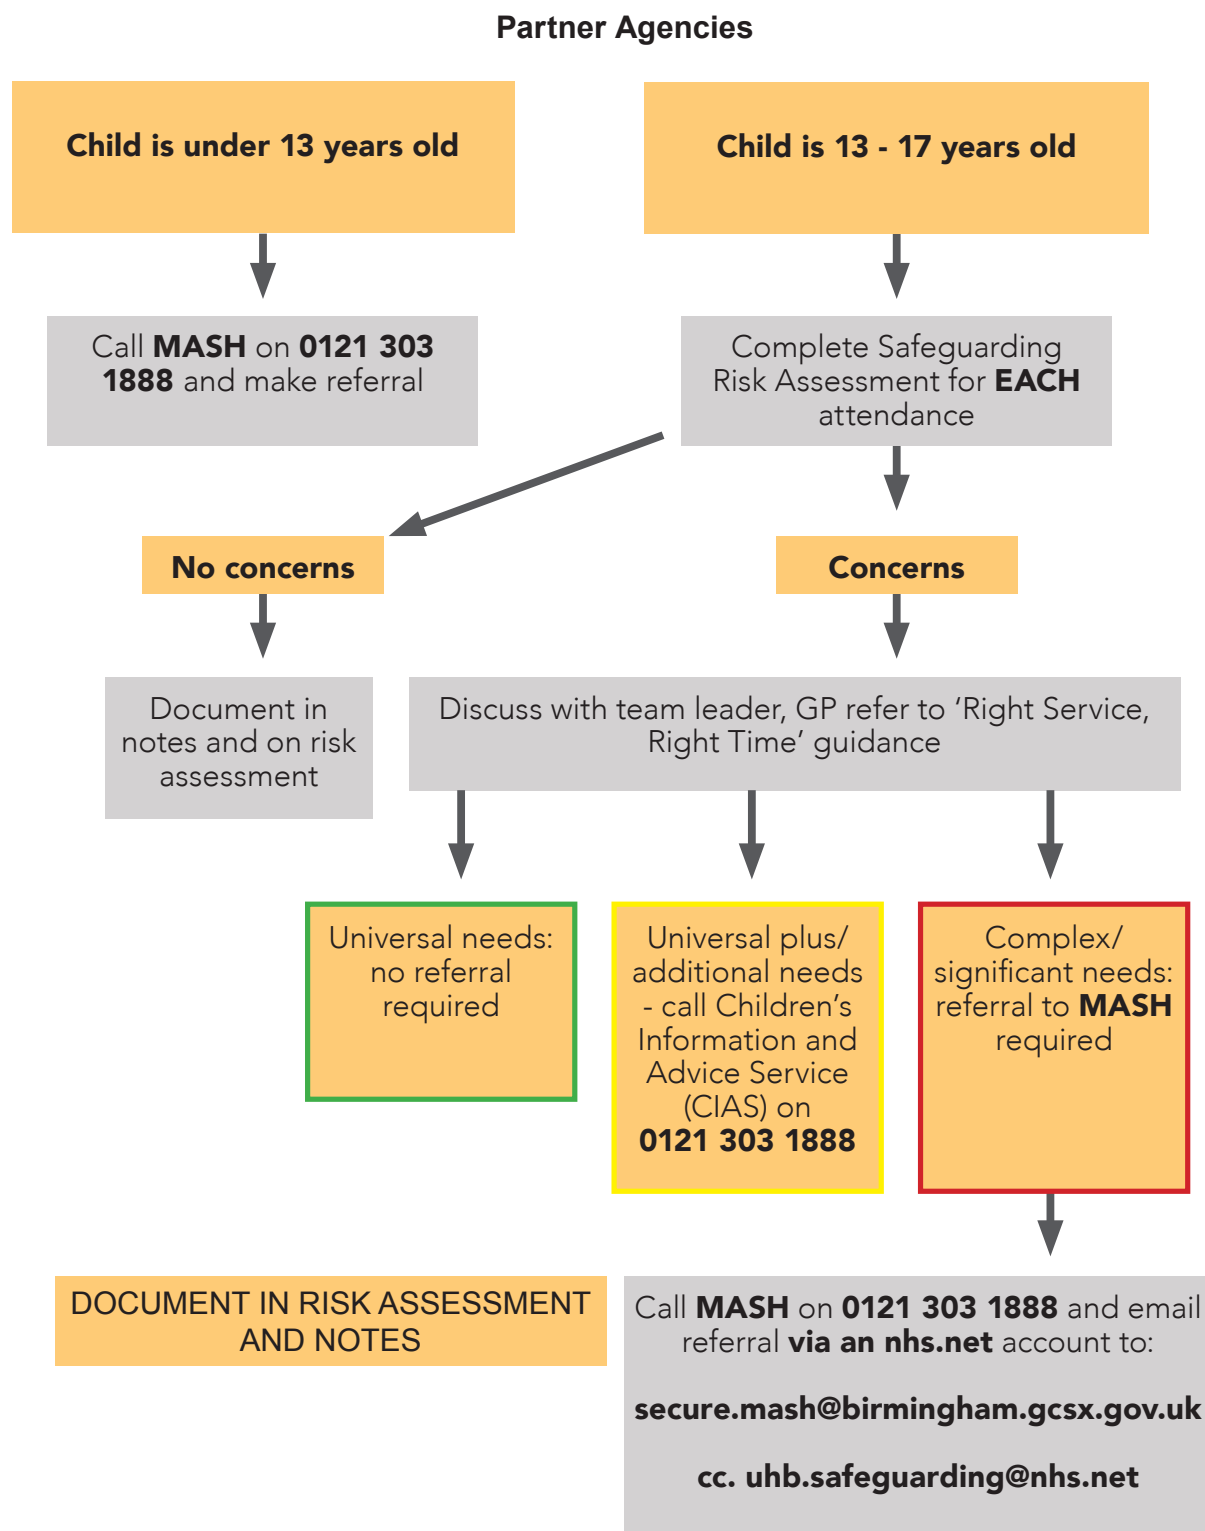 Partner Agencies
Child is under 13 years old
Child is 13 - 17 years old
Call MASH on 0121 303
1888 and make referral
Complete Safeguarding
Risk Assessment for EACH
attendance
No concerns
Concerns
Document in
notes and on risk
assessment
Discuss with team leader, GP refer to ‘Right Service,
Right Time’ guidance
Universal needs:
no referral
required
Universal plus/
additional needs
- call Children’s
Information and
Advice Service
(CIAS) on
0121 303 1888
Complex/
significant needs:
referral to MASH
required
DOCUMENT IN RISK ASSESSMENT
AND NOTES
Call MASH on 0121 303 1888 and email
referral via an nhs.net account to:
secure.mash@birmingham.gcsx.gov.uk
cc. uhb.safeguarding@nhs.net